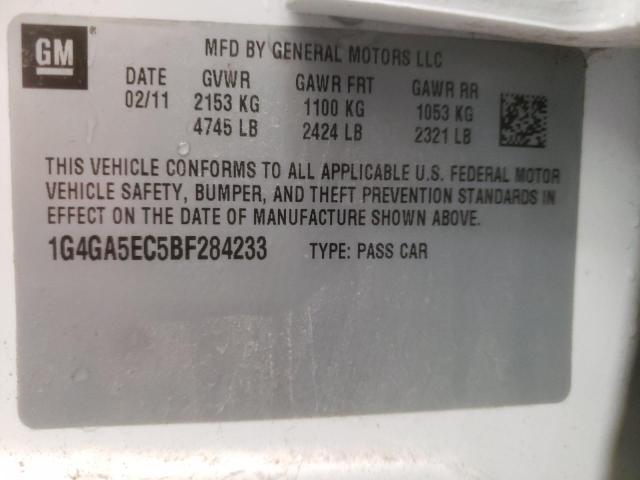 GM ®
MFD BY GENERAL MOTORS LLC
DATE GVWR GAWR FRT GAWR RR
02/11 2153 KG 1100 KG 1053 KG
4745 LB 2424 LB 2321 LB
THIS VEHICLE CONFORMS TO ALL APPLICABLE U.S. FEDERAL MOTOR
VEHICLE SAFETY, BUMPER, AND THEFT PREVENTION STANDARDS IN
EFFECT ON THE DATE OF MANUFACTURE SHOWN ABOVE.
1G4GA5EC5BF284233 TYPE: PASS CAR